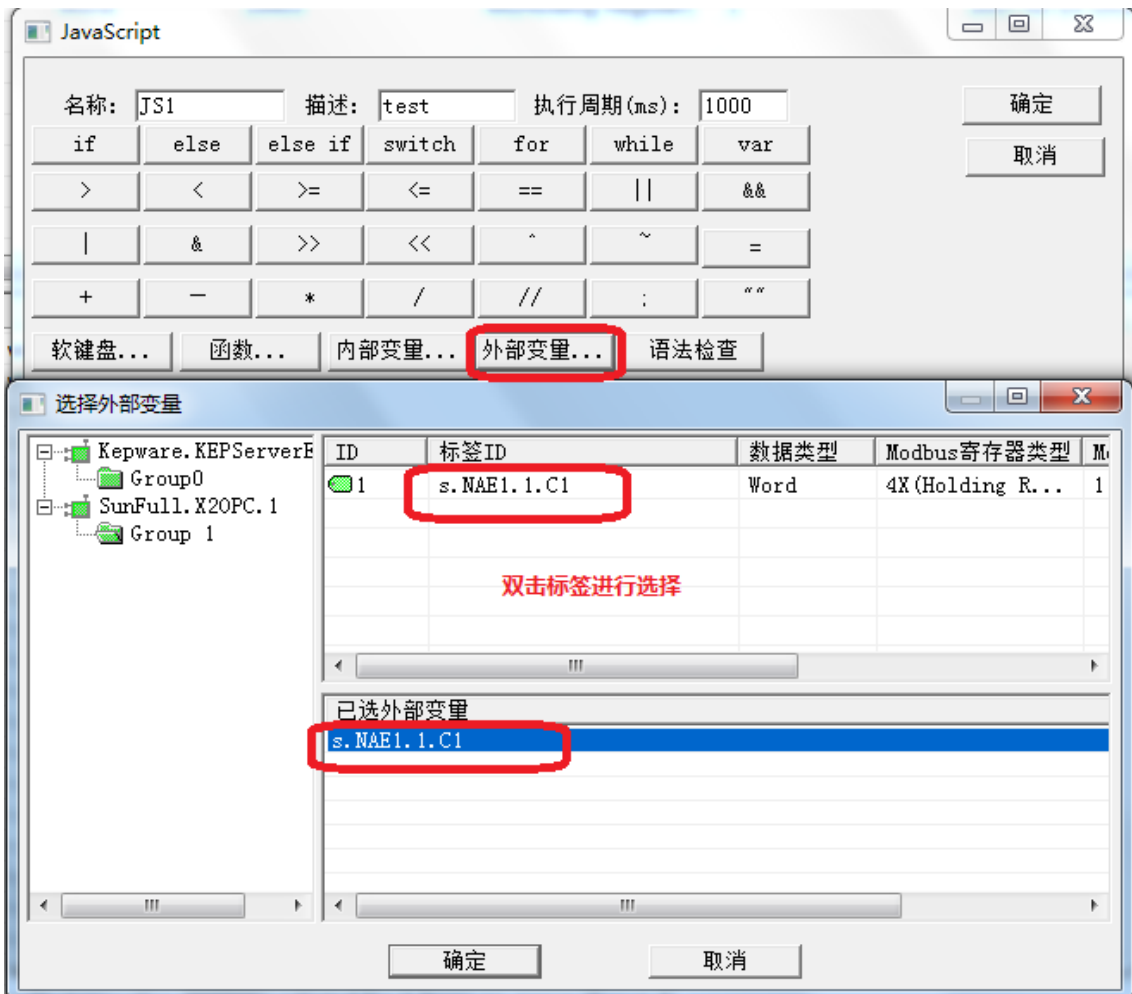 JavaScript
名称: JS1 描述: test 执行周期(ms): 1000 确定
if else else if switch for while var
取消
> < >= <= == || &&
| & >> << ^ ~ =
+ — * / // ; ""
软键盘... 函数... 内部变量... 外部变量... 语法检查
选择外部变量
Kepware.KEPServerE
Group0
SunFull.X2OPC.1
Group 1
ID 标签ID 数据类型 Modbus寄存器类型
1 s.NAE1.1.C1 Word 4X(Holding R... 1
双击标签进行选择
已选外部变量
s.NAE1.1.C1
确定 取消